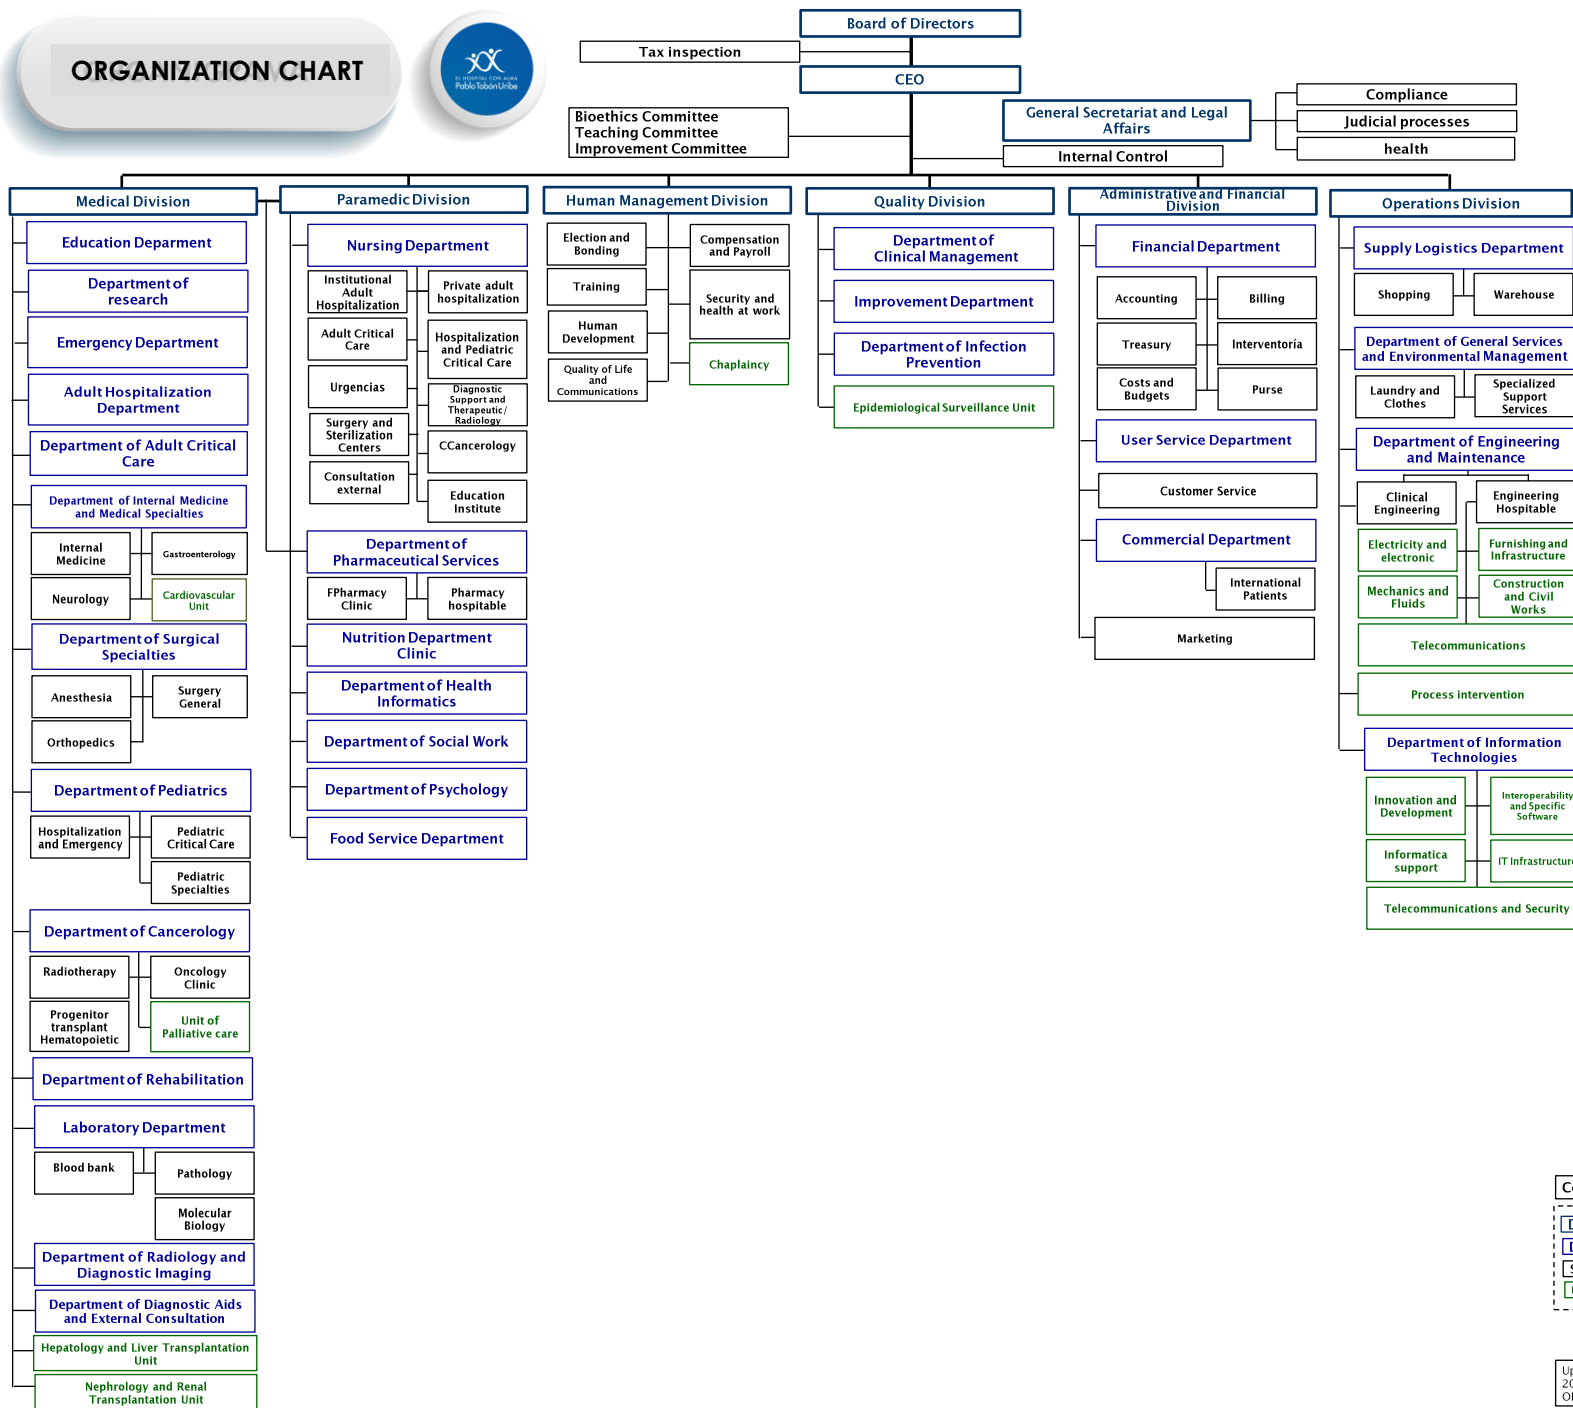 ORGANIZATION CHART
EL HOSPITAL CON ALMA
Pablo Tobón Uribe
Board of Directors
Tax inspection
CEO
Bioethics Committee
Teaching Committee
Improvement Committee
General Secretariat and Legal
Affairs
Compliance
Judicial processes
health
Internal Control
Medical Division
Education Deparment
Department of
research
Emergency Department
Adult Hospitalization
Department
Department of Adult Critical
Care
Department of Internal Medicine
and Medical Specialties
Internal
Medicine
Gastroenterology
Neurology
Cardiovascular
Unit
Department of Surgical
Specialties
Anesthesia
Surgery
General
Orthopedics
Department of Pediatrics
Hospitalization
and Emergency
Pediatric
Critical Care
Pediatric
Specialties
Department of Cancerology
Radiotherapy
Oncology
Clinic
Progenitor
transplant
Hematopoietic
Unit of
Palliative care
Department of Rehabilitation
Laboratory Department
Blood bank
Pathology
Molecular
Biology
Department of Radiology and
Diagnostic Imaging
Department of Diagnostic Aids
and External Consultation
Hepatology and Liver Transplantation
Unit
Nephrology and Renal
Transplantation Unit
Paramedic Division
Nursing Department
Institutional
Adult
Hospitalization
Private adult
hospitalization
Adult Critical
Care
Hospitalization
and Pediatric
Critical Care
Urgencias
Diagnostic
Support and
Therapeutic/
Radiology
Surgery and
Sterilization
Centers
CCancerology
Consultation
external
Education
Institute
Department of
Pharmaceutical Services
FPharmacy
Clinic
Pharmacy
hospitable
Nutrition Department
Clinic
Department of Health
Informatics
Department of Social Work
Department of Psychology
Food Service Department
Human Management Division
Election and
Bonding
Compensation
and Payroll
Training
Security and
health at work
Human
Development
Chaplaincy
Quality of Life
and
Communications
Quality Division
Department of
Clinical Management
Improvement Department
Department of Infection
Prevention
Epidemiological Surveillance Unit
Administrative and Financial
Division
Financial Department
Accounting
Billing
Treasury
Interventoría
Costs and
Budgets
Purse
User Service Department
Customer Service
Commercial Department
International
Patients
Marketing
Operations Division
Supply Logistics Department
Shopping
Warehouse
Department of General Services
and Environmental Management
Laundry and
Clothes
Specialized
Support
Services
Department of Engineering
and Maintenance
Clinical
Engineering
Engineering
Hospitable
Electricity and
electronic
Furnishing and
Infrastructure
Mechanics and
Fluids
Construction
and Civil
Works
Telecommunications
Process intervention
Department of Information
Technologies
Innovation and
Development
Interoperability
and Specific
Software
Informatica
support
IT Infrastructure
Telecommunications and Security
Up
20